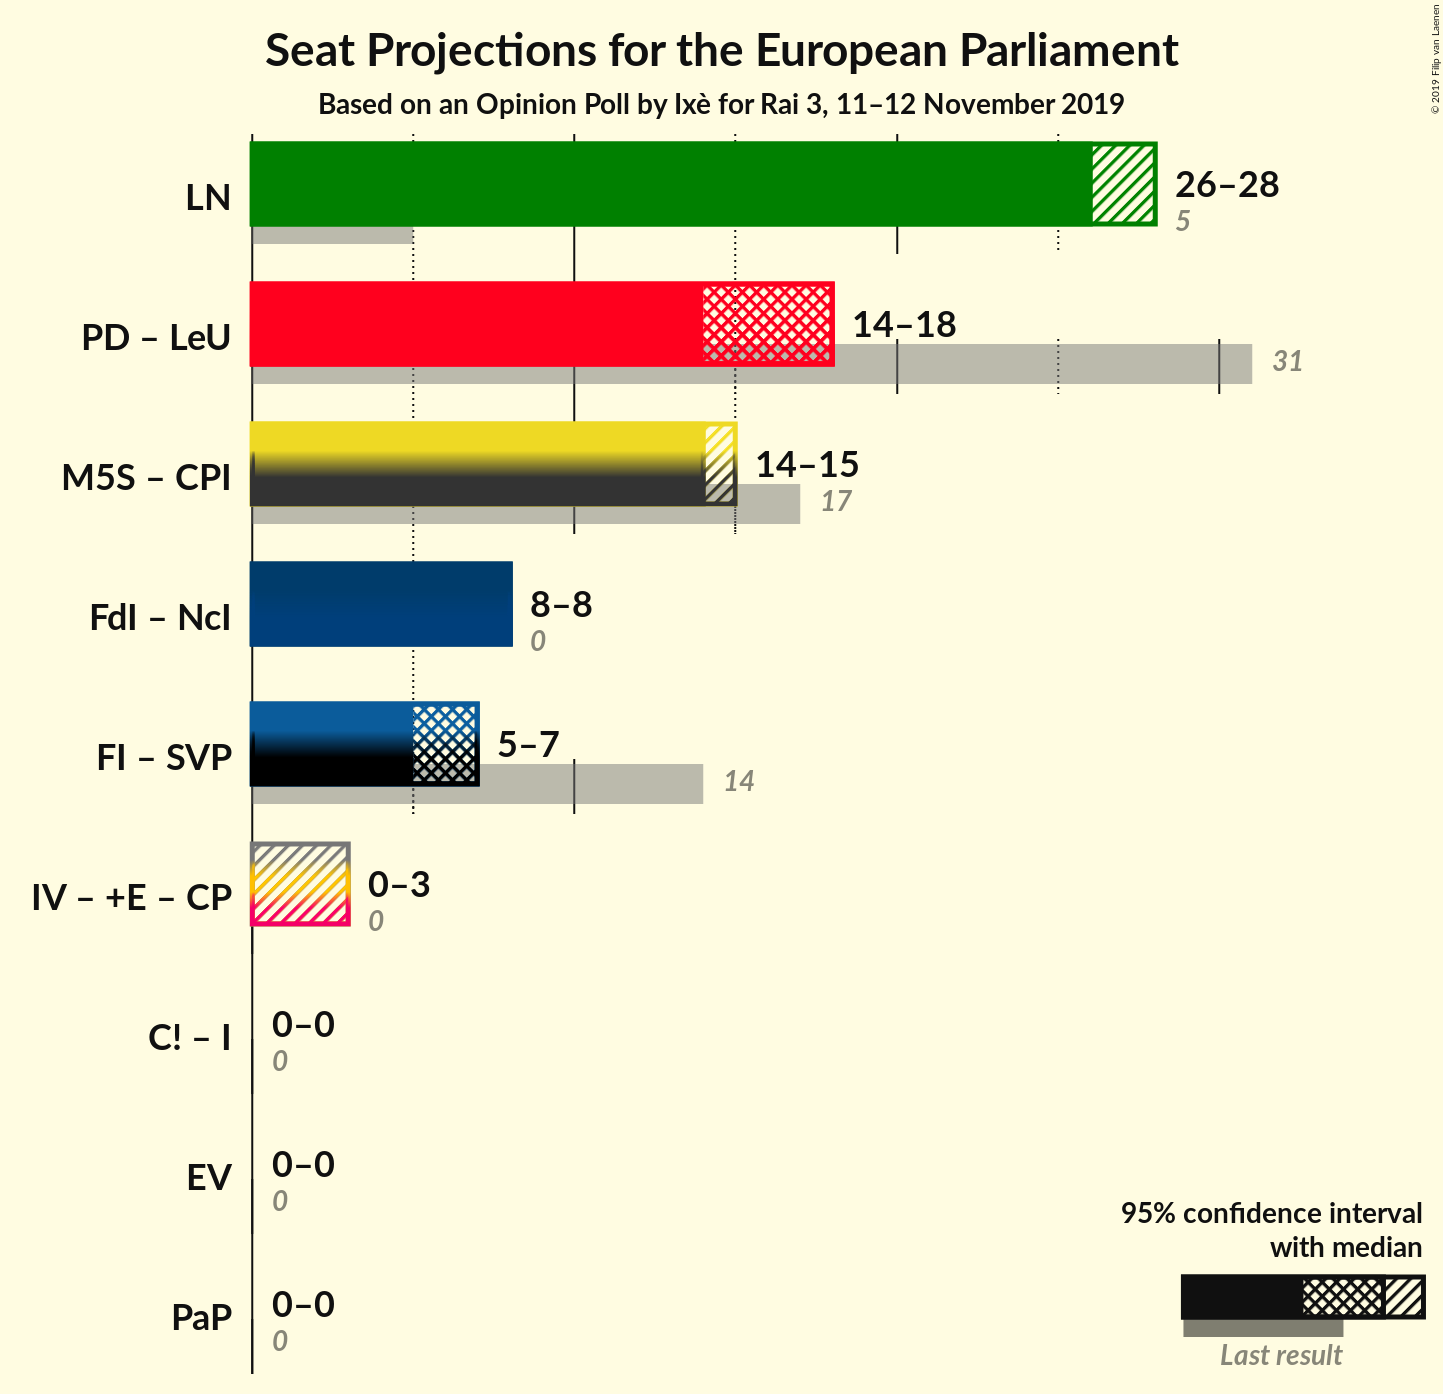 Seat Projections for the European Parliament
Based on an Opinion Poll by Ixè for Rai 3, 11–12 November 2019
© 2019 Filip van Laenen
LN
26–28
5
PD – LeU
14–18
31
M5S – CPI
14–15
17
FdI – NcI
8–8
0
FI – SVP
5–7
14
IV – +E – CP
0–3
0
C! – I
0–0
0
EV
0–0
0
PaP
0–0
0
95% confidence interval
with median
Last result